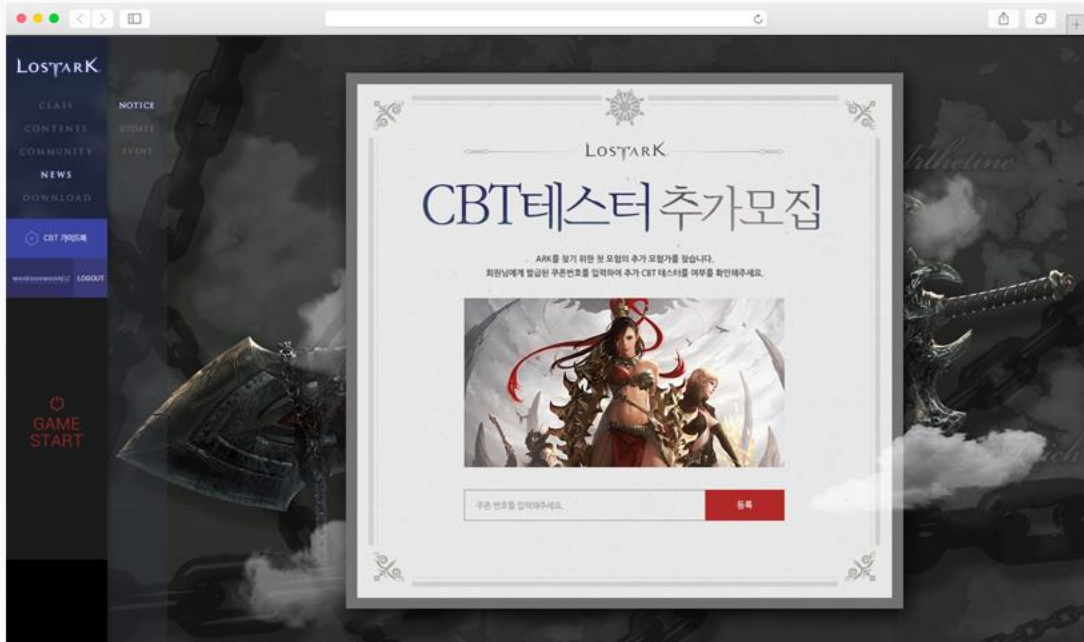 LOSTARK
CLASS
CONTENTS
COMMUNITY
NEWS
DOWNLOAD
NOTICE
UPDATE
EVENT
CBT 가이드북
LOGOUT
GAME
START
LOSTARK
CBT테스터 추가모집
ARK를 찾기 위한 첫 모험의 추가 모험가를 찾습니다.
회원님에게 발급된 쿠폰번호를 입력하여 추가 CBT 테스터를 여부를 확인해주세요.
쿠폰 번호를 입력해주세요.
등록